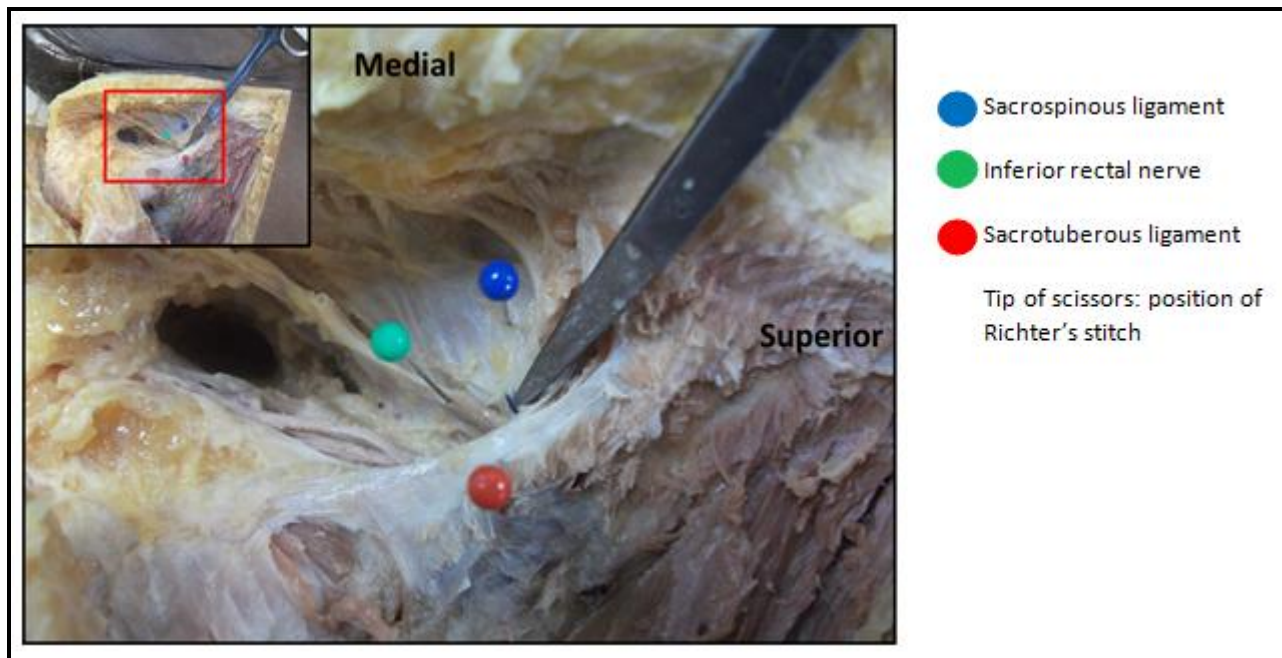 Medial
Superior
Sacrospinous ligament
Inferior rectal nerve
Sacrotuberous ligament
Tip of scissors: position of
Richter's stitch